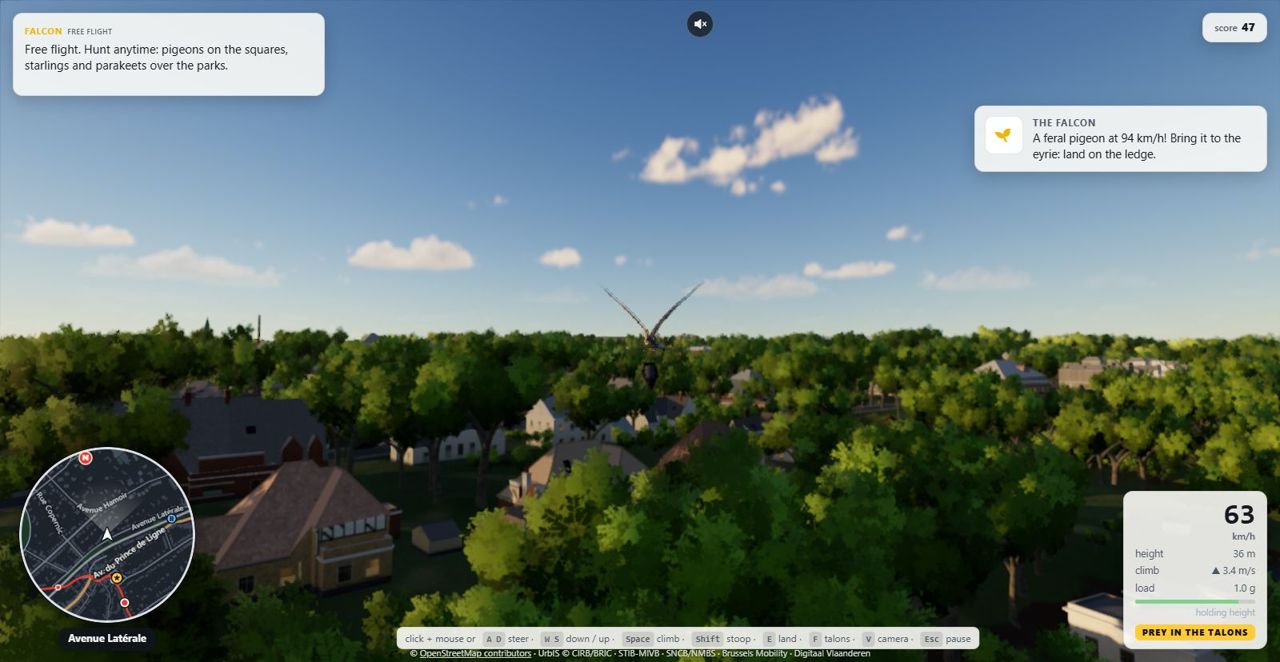 FALCON FREE FLIGHT
Free flight. Hunt anytime: pigeons on the squares,
starlings and parakeets over the parks.
score 47
THE FALCON
A feral pigeon at 94 km/h! Bring it to the
eyrie: land on the ledge.
N
Rue Copernic
Avenue Hamoir
Avenue Latérale
Av. du Prince de Ligne
Avenue Latérale
63
km/h
height 36 m
climb ▲ 3.4 m/s
load 1.0 g
holding height
PREY IN THE TALONS
click + mouse or A D steer · W S down / up · Space climb · Shift stoop · E land · F talons · V camera · Esc pause
© OpenStreetMap contributors · UrbIS © CIRB/BRIC · STIB-MIVB · SNCB/NMBS · Brussels Mobility · Digitaal Vlaanderen